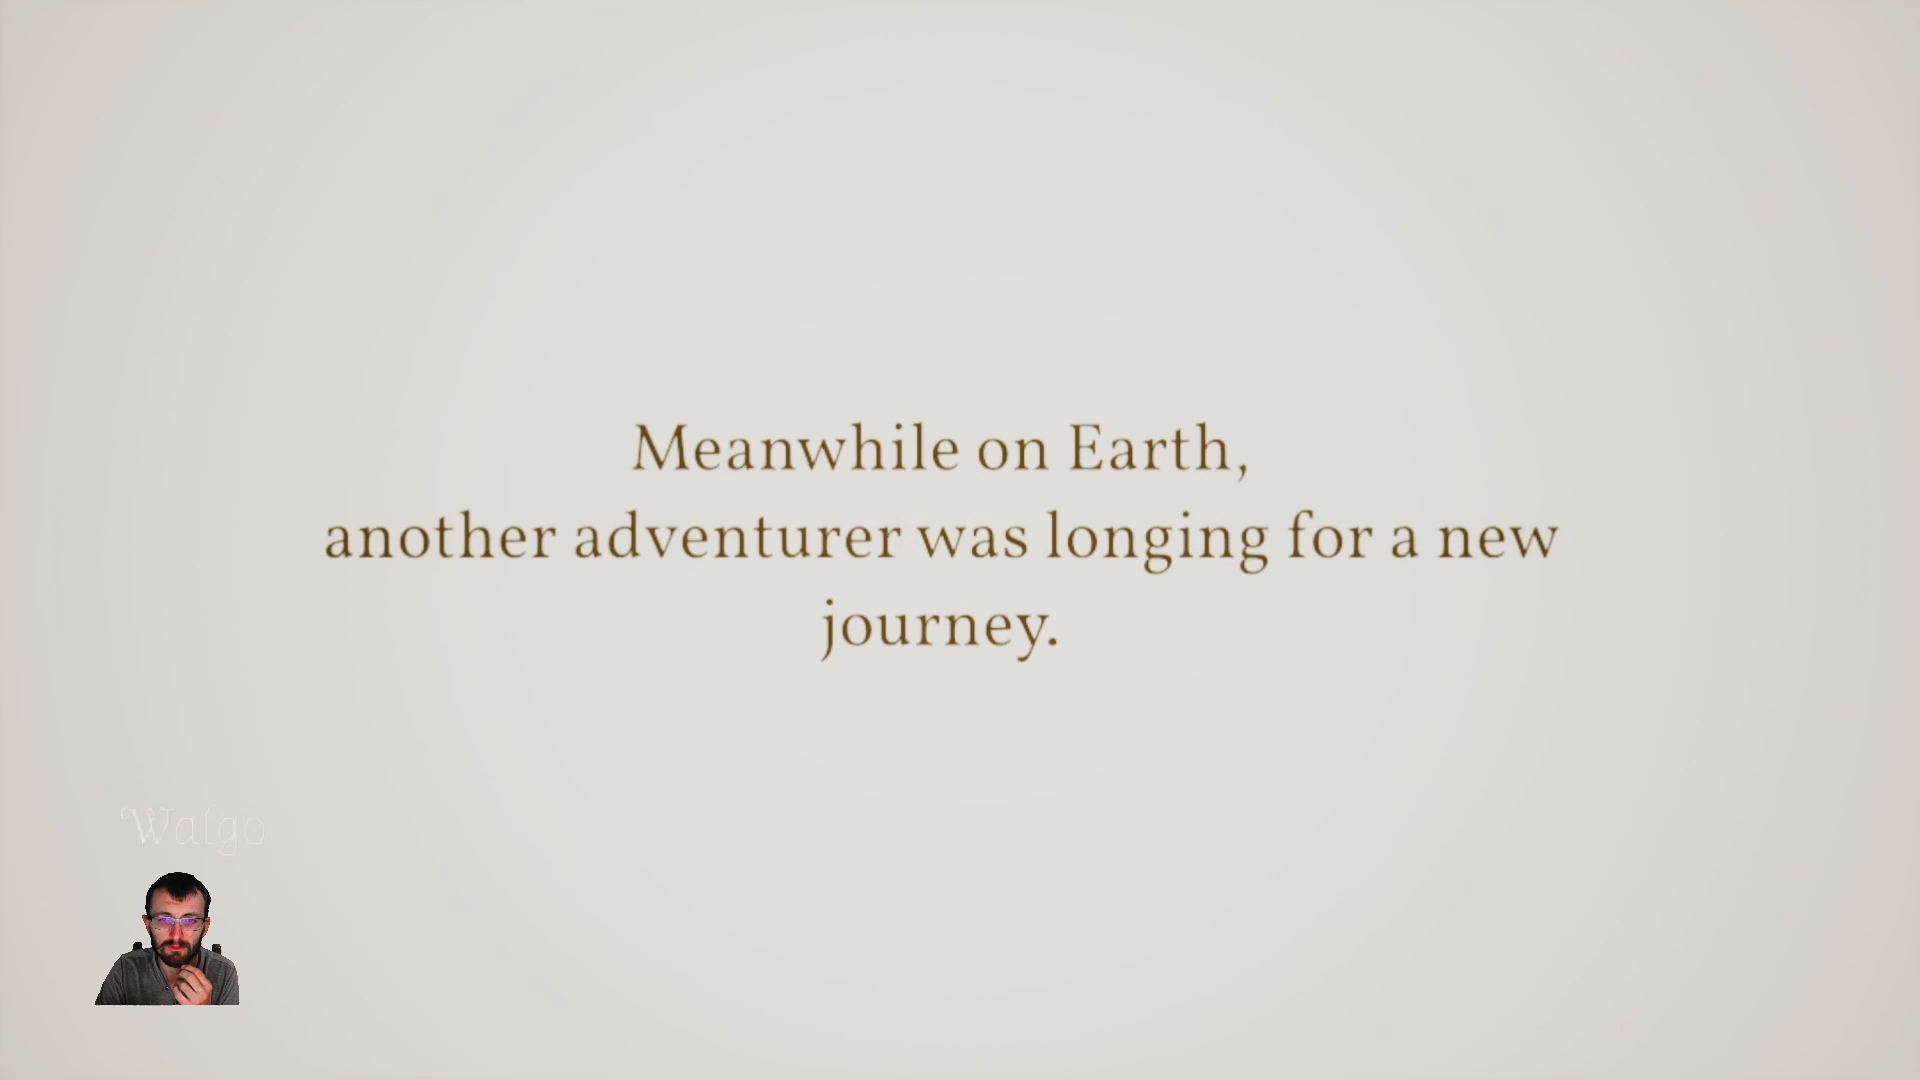 Meanwhile on Earth,
another adventurer was longing for a new
journey.
Walgo